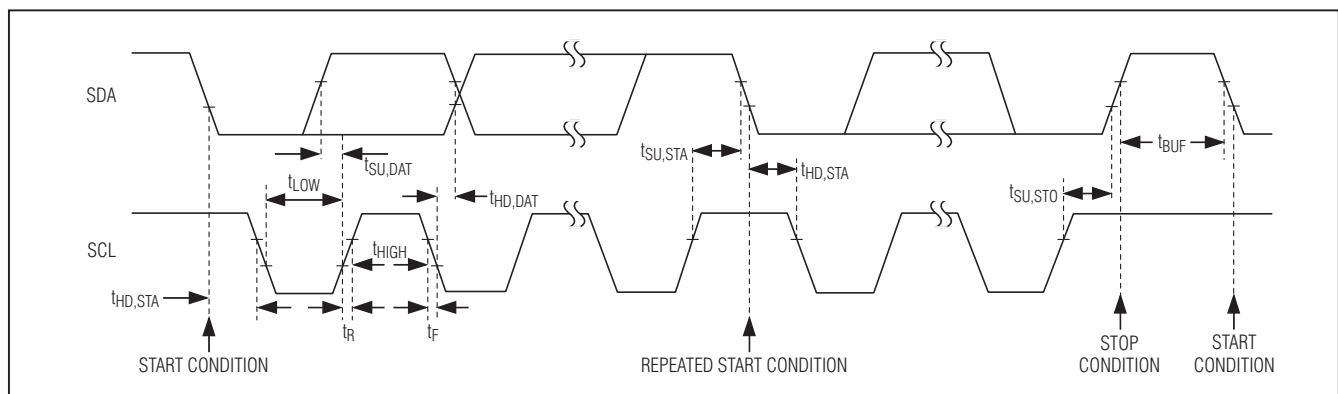 SDA
tSU,DAT
tLOW
tHD,DAT
tSU,STA
tHD,STA
tBUF
tSU,STO
SCL
tHIGH
tHD,STA
tR
tF
START CONDITION
REPEATED START CONDITION
STOP
CONDITION
START
CONDITION